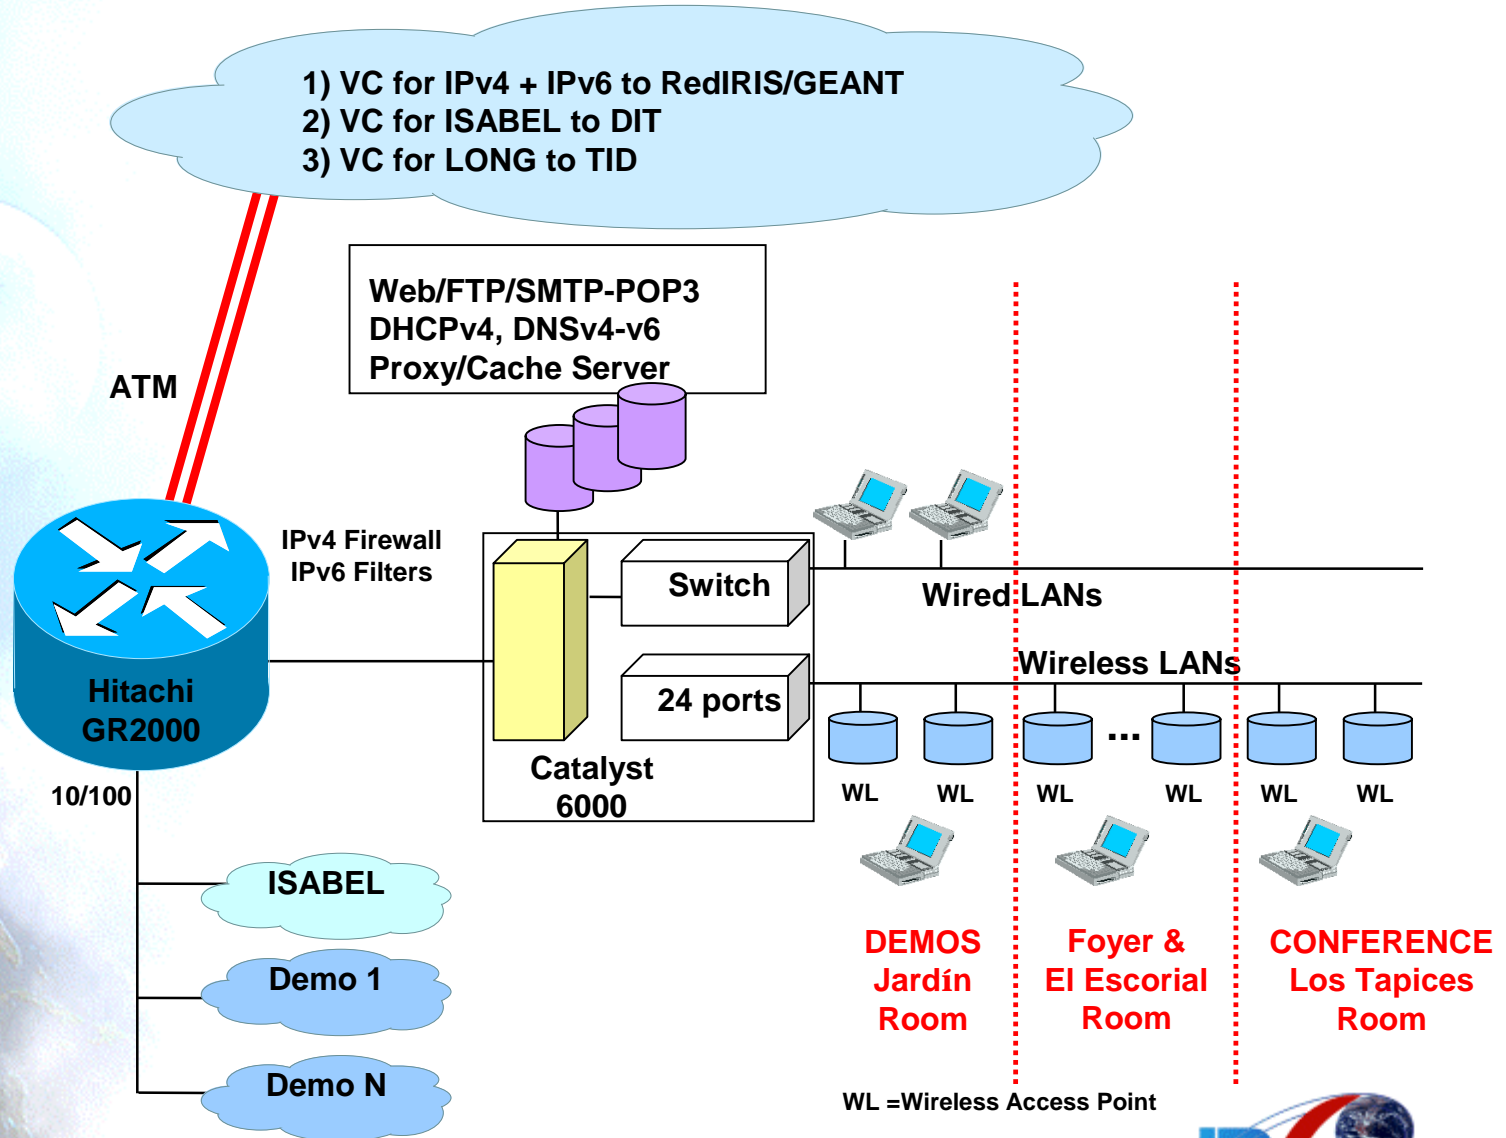 1) VC for IPv4 + IPv6 to RedIRIS/GEANT
2) VC for ISABEL to DIT
3) VC for LONG to TID
Web/FTP/SMTP-POP3
DHCPv4, DNSv4-v6
Proxy/Cache Server
ATM
IPv4 Firewall
IPv6 Filters
Switch
Wired LANs
Wireless LANs
Hitachi
GR2000
24 ports
...
Catalyst
6000
10/100
WL
WL
WL
WL
WL
WL
ISABEL
Demo 1
Demo N
DEMOS
Jardín
Room
Foyer &
El Escorial
Room
CONFERENCE
Los Tapices
Room
WL =Wireless Access Point